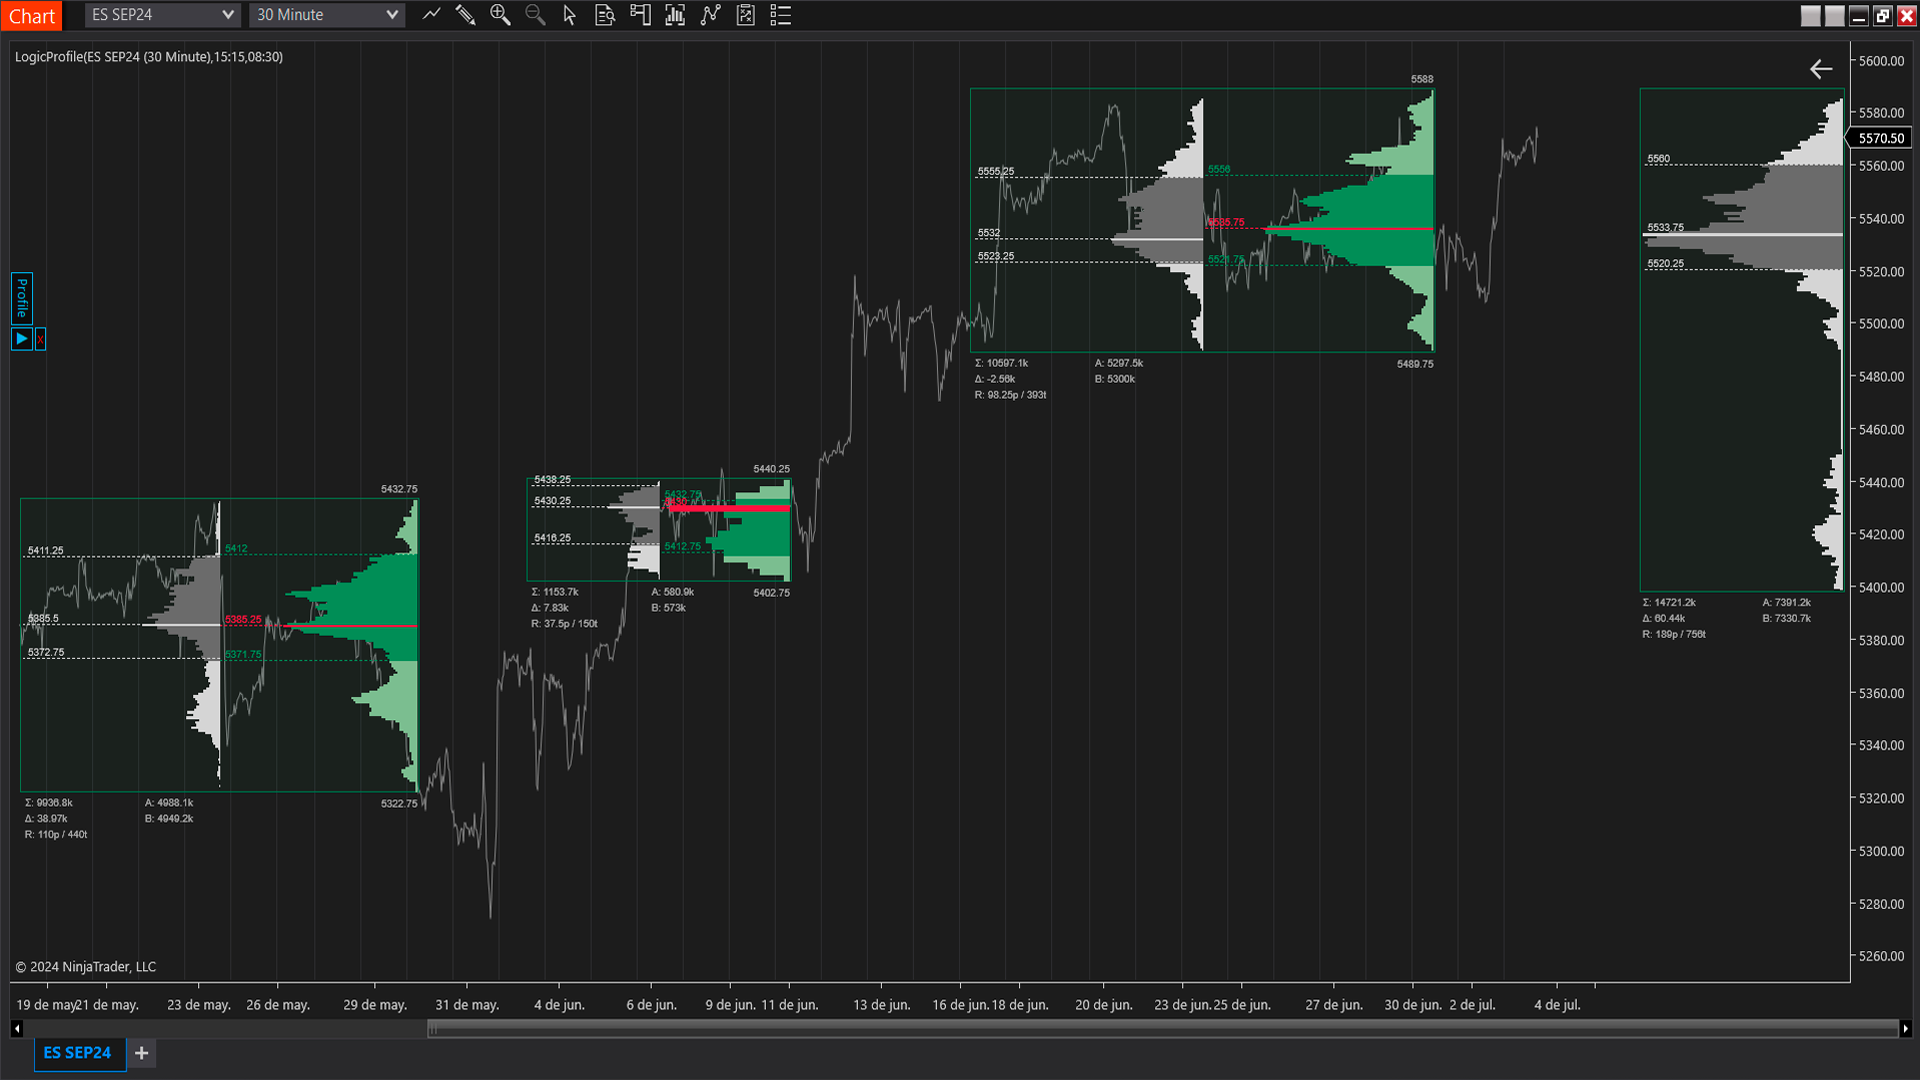 Chart ES SEP24 30 Minute
LogicProfile(ES SEP24 (30 Minute),15:15,08:30)
5600.00
5588
5580.00
5570.50
5560
5560.00
5555.25
5556
5540.00
5535.75
5533.75
5532
5523.25
5521.75
5520.25
5520.00
Profile
x
5500.00
5489.75
Σ: 10597.1k A: 5297.5k
Δ: -2.56k B: 5300k
R: 98.25p / 393t
5480.00
5460.00
5440.25
5440.00
5438.25
5432.75
5432.75
5430.25
5430
5420.00
5416.25
5412.75
5412
5411.25
5402.75
5400.00
Σ: 1153.7k A: 580.9k
Δ: 7.83k B: 573k
R: 37.5p / 150t
Σ: 14721.2k A: 7391.2k
Δ: 60.44k B: 7330.7k
R: 189p / 756t
5385.5
5385.25
5380.00
5372.75
5371.75
5360.00
5340.00
5322.75
5320.00
Σ: 9936.8k A: 4988.1k
Δ: 38.97k B: 4949.2k
R: 110p / 440t
5300.00
5280.00
5260.00
© 2024 NinjaTrader, LLC
19 de may. 21 de may. 23 de may. 26 de may. 29 de may. 31 de may. 4 de jun. 6 de jun. 9 de jun. 11 de jun. 13 de jun. 16 de jun. 18 de jun. 20 de jun. 23 de jun. 25 de jun. 27 de jun. 30 de jun. 2 de jul. 4 de jul.
ES SEP24 +